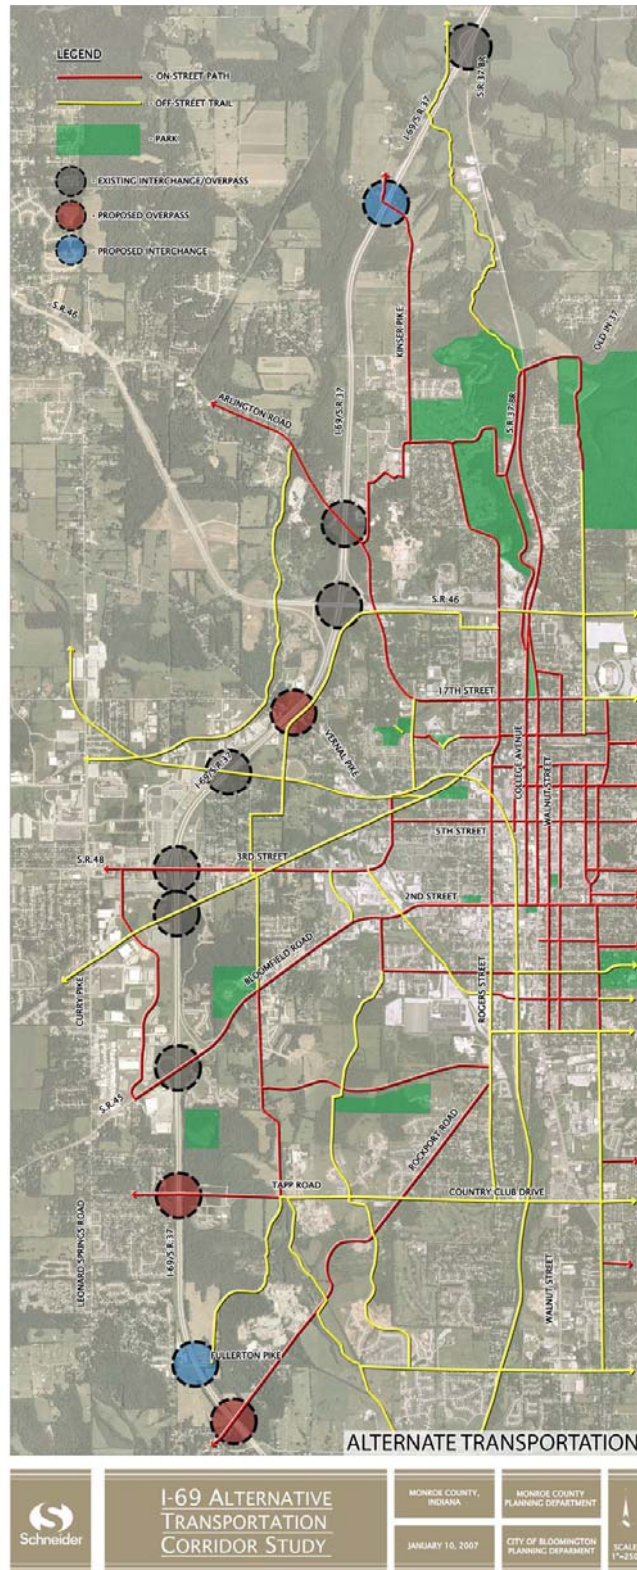 LEGEND
- ON-STREET PATH
- OFF-STREET TRAIL
- PARK
- EXISTING INTERCHANGE/OVERPASS
- PROPOSED OVERPASS
- PROPOSED INTERCHANGE
S.R.37 BR
I-69/S.R.37
S.R.46
KINSER PIKE
OLD IN 37
ARLINGTON ROAD
I-69/S.R.37
S.R.37 BR
S.R.46
17TH STREET
VERNAL PIKE
COLLEGE AVENUE
WALNUT STREET
I-69/S.R.37
5TH STREET
3RD STREET
S.R.48
2ND STREET
BLOOMFIELD ROAD
CURRY PIKE
ROGERS STREET
S.R.45
ROCKPORT ROAD
TAPP ROAD
COUNTRY CLUB DRIVE
LEONARD SPRINGS ROAD
I-69/S.R.37
WALNUT STREET
FULLERTON PIKE
ALTERNATE TRANSPORTATION
Schneider
I-69 ALTERNATIVE
TRANSPORTATION
CORRIDOR STUDY
MONROE COUNTY,
INDIANA
JANUARY 10, 2007
MONROE COUNTY
PLANNING DEPARTMENT
CITY OF BLOOMINGTON
PLANNING DEPARMENT
SCALE